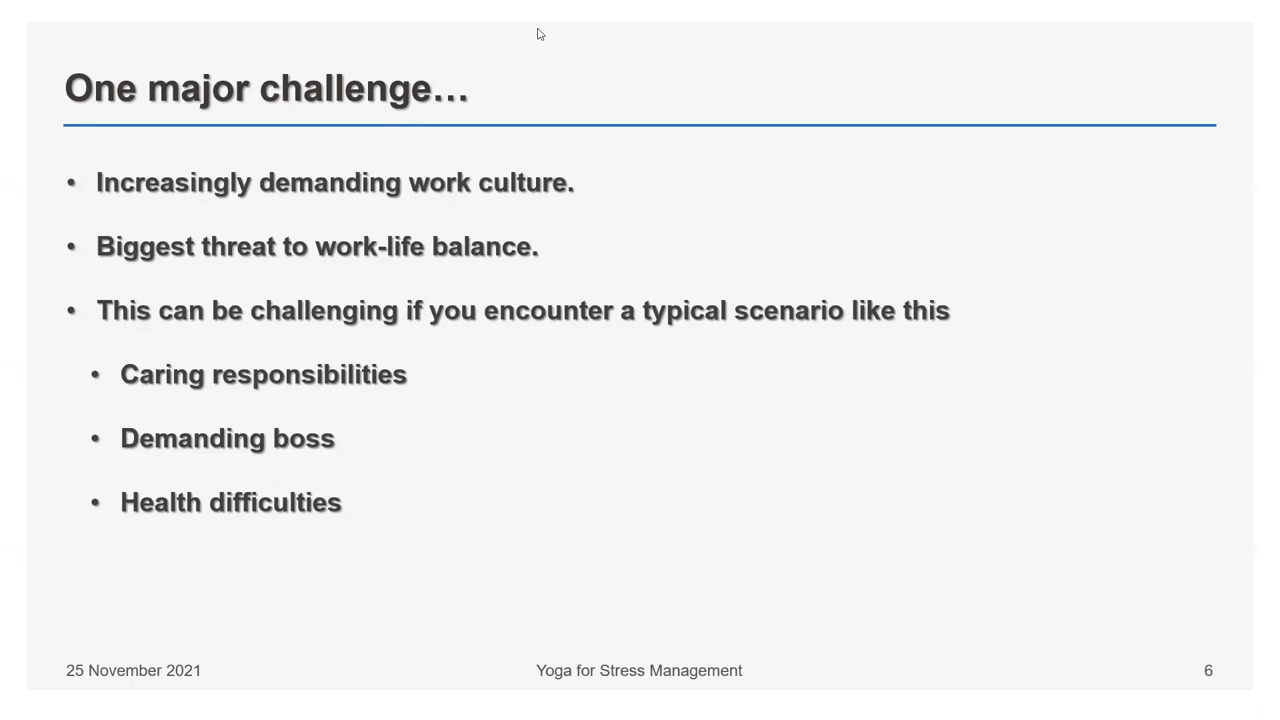 One major challenge…
• Increasingly demanding work culture.
• Biggest threat to work-life balance.
• This can be challenging if you encounter a typical scenario like this
• Caring responsibilities
• Demanding boss
• Health difficulties
25 November 2021
Yoga for Stress Management
6